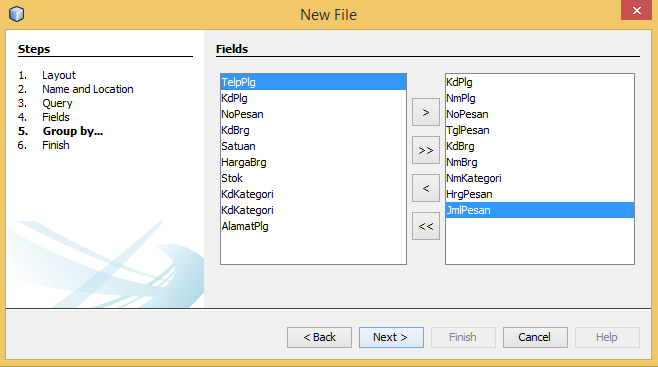 New File
Steps
1. Layout
2. Name and Location
3. Query
4. Fields
5. Group by...
6. Finish
Fields
TelpPlg
KdPlg
NoPesan
KdBrg
Satuan
HargaBrg
Stok
KdKategori
KdKategori
AlamatPlg
>
>>
<
<<
KdPlg
NmPlg
NoPesan
TglPesan
KdBrg
NmBrg
NmKategori
HrgPesan
JmlPesan
< Back
Next >
Finish
Cancel
Help